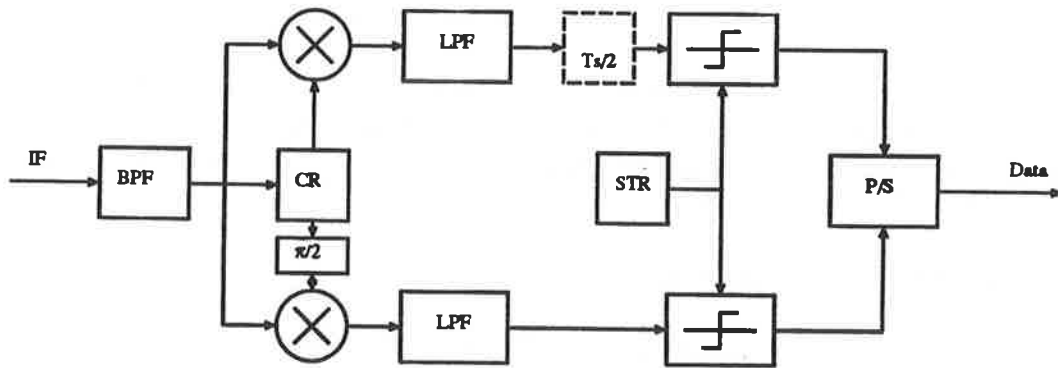 LPF
Ts/2
IF
BPF
CR
STR
P/S
Data
π/2
LPF